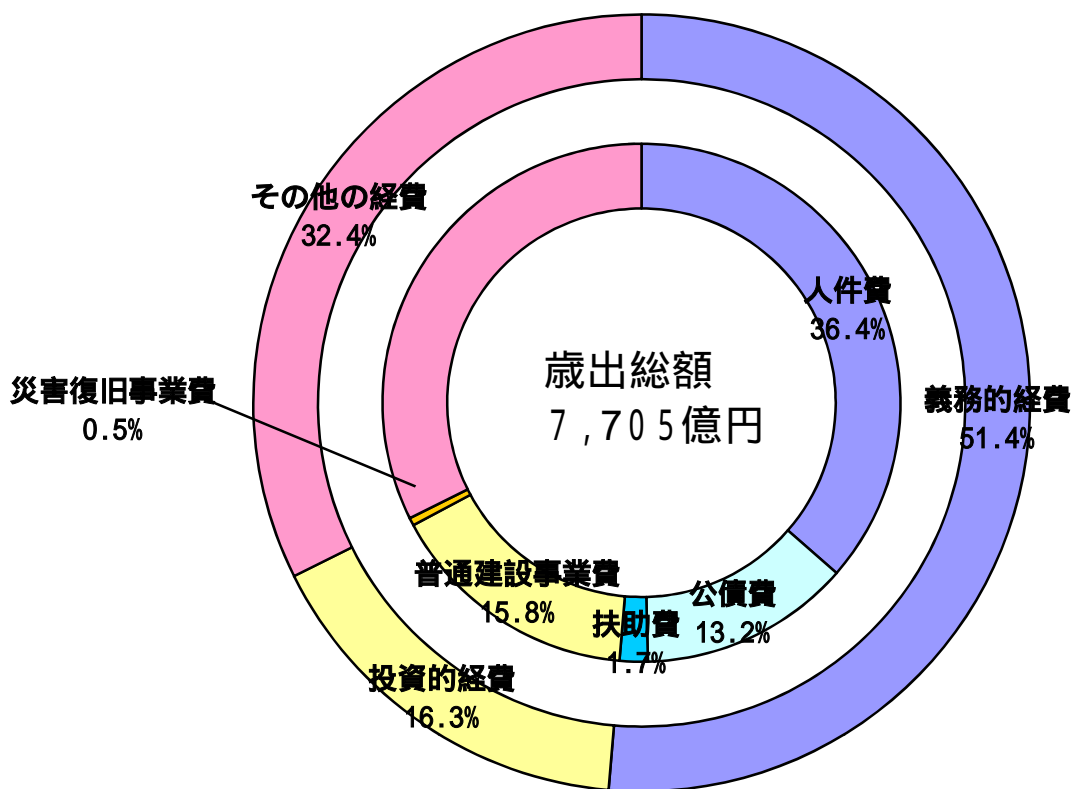 その他の経費
32.4%
人件費
36.4%
歳出総額
7,705億円
災害復旧事業費
0.5%
義務的経費
51.4%
普通建設事業費
15.8%
公債費
13.2%
扶助費
1.7%
投資的経費
16.3%